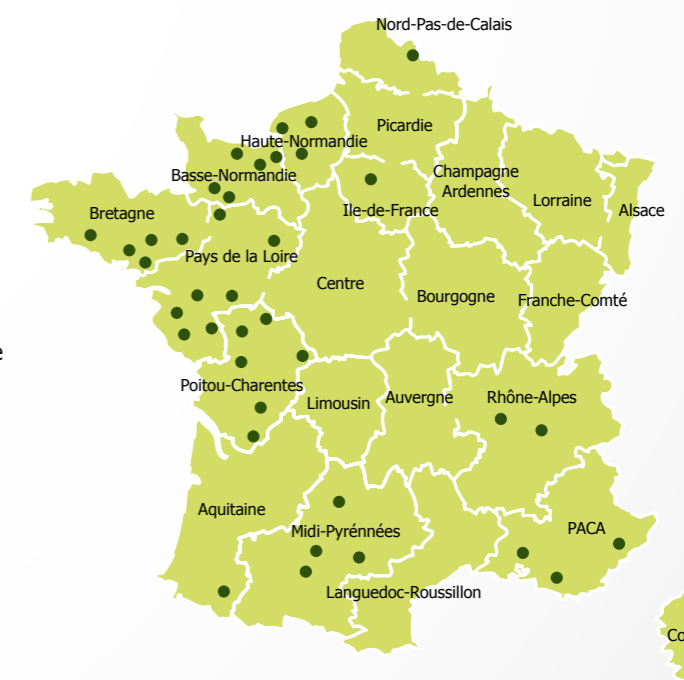 Nord-Pas-de-Calais
Picardie
Haute-Normandie
Basse-Normandie
Champagne
Ardennes
Lorraine
Alsace
Ile-de-France
Bretagne
Pays de la Loire
Centre
Bourgogne
Franche-Comté
e
Poitou-Charentes
Limousin
Auvergne
Rhône-Alpes
Aquitaine
Midi-Pyrénnées
PACA
Languedoc-Roussillon
Co